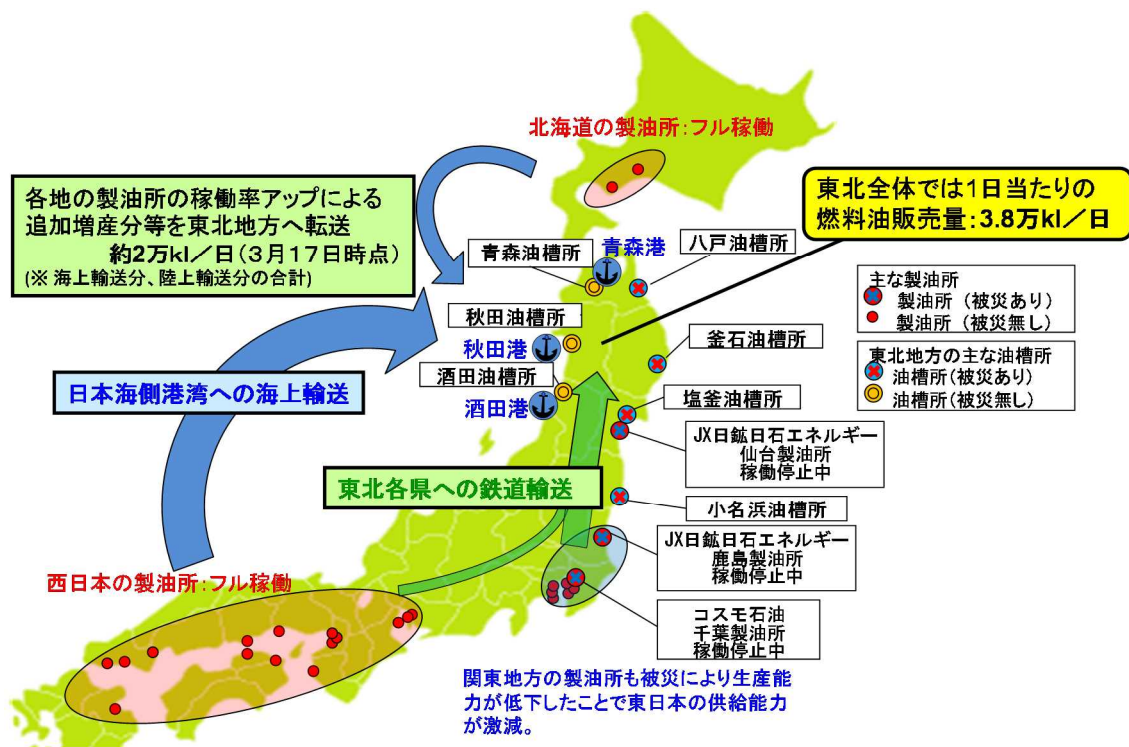 北海道の製油所：フル稼働
各地の製油所の稼働率アップによる
追加増産分等を東北地方へ転送
約2万kl／日（3月17日時点）
(※ 海上輸送分、陸上輸送分の合計)
東北全体では1日当たりの
燃料油販売量：3.8万kl／日
青森油槽所
青森港
八戸油槽所
主な製油所
製油所 （被災あり）
製油所 （被災無し）
東北地方の主な油槽所
油槽所（被災あり）
油槽所（被災無し）
秋田油槽所
秋田港
釜石油槽所
酒田油槽所
酒田港
日本海側港湾への海上輸送
塩釜油槽所
JX日鉱日石エネルギー
仙台製油所
稼働停止中
東北各県への鉄道輸送
小名浜油槽所
JX日鉱日石エネルギー
鹿島製油所
稼働停止中
西日本の製油所：フル稼働
コスモ石油
千葉製油所
稼働停止中
関東地方の製油所も被災により生産能
力が低下したことで東日本の供給能力
が激減。